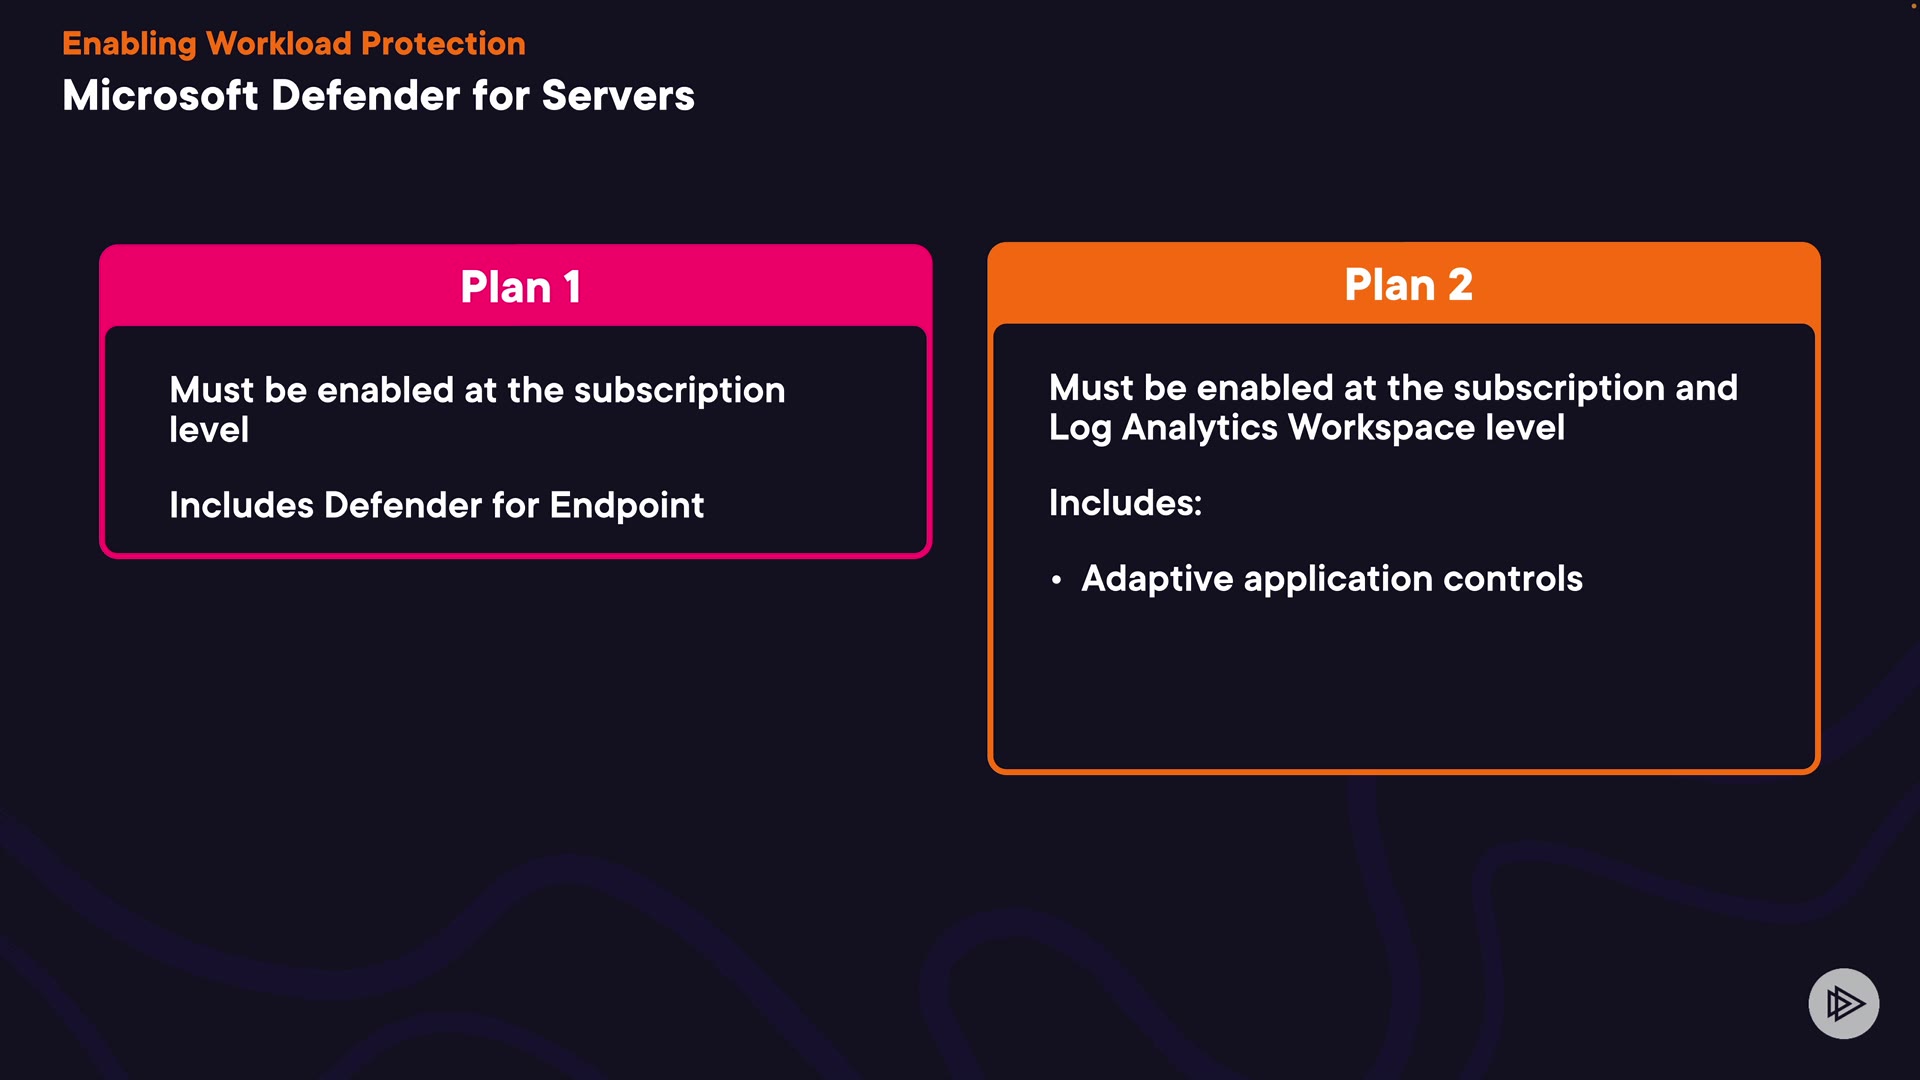 Enabling Workload Protection
Microsoft Defender for Servers
Plan 1
Must be enabled at the subscription
level
Includes Defender for Endpoint
Plan 2
Must be enabled at the subscription and
Log Analytics Workspace level
Includes:
• Adaptive application controls